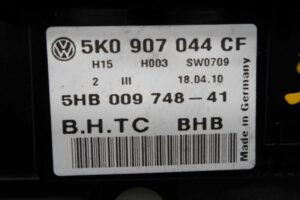 5K0 907 044 CF
H15 H003 SW0709
2 III 18.04.10
5HB 009 748-41
B.H.TC BHB
Made in Germany